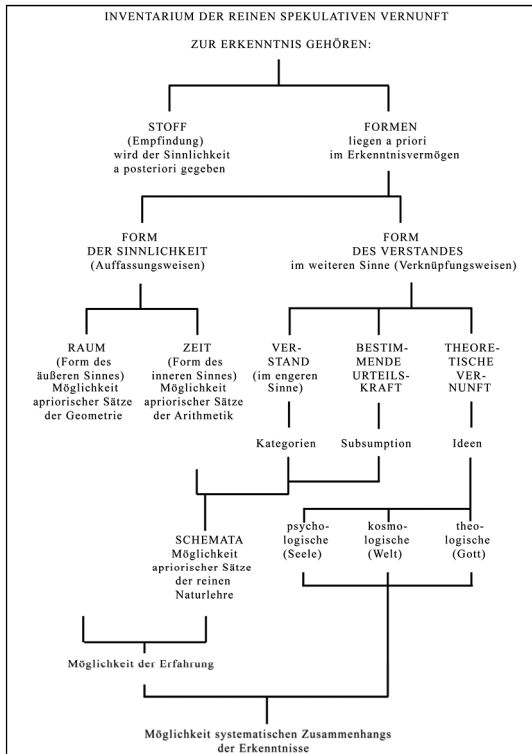 INVENTARIUM DER REINEN SPEKULATIVEN VERNUNFT
ZUR ERKENNTNIS GEHÖREN:
STOFF
(Empfindung)
wird der Sinnlichkeit
a posteriori gegeben
FORMEN
liegen a priori
im Erkenntnisvermögen
FORM
DER SINNLICHKEIT
(Auffassungsweisen)
FORM
DES VERSTANDES
im weiteren Sinne (Verknüpfungsweisen)
RAUM
(Form des
äußeren Sinnes)
Möglichkeit
apriorischer Sätze
der Geometrie
ZEIT
(Form des
inneren Sinnes)
Möglichkeit
apriorischer Sätze
der Arithmetik
VER-
STAND
(im engeren
Sinne)
BESTIM-
MENDE
URTEILS-
KRAFT
THEORE-
TISCHE
VER-
NUNFT
Kategorien
Subsumption
Ideen
SCHEMATA
Möglichkeit
apriorischer Sätze
der reinen
Naturlehre
psycho-
logische
(Seele)
kosmo-
logische
(Welt)
theo-
logische
(Gott)
Möglichkeit der Erfahrung
Möglichkeit systematischen Zusammenhangs
der Erkenntnisse